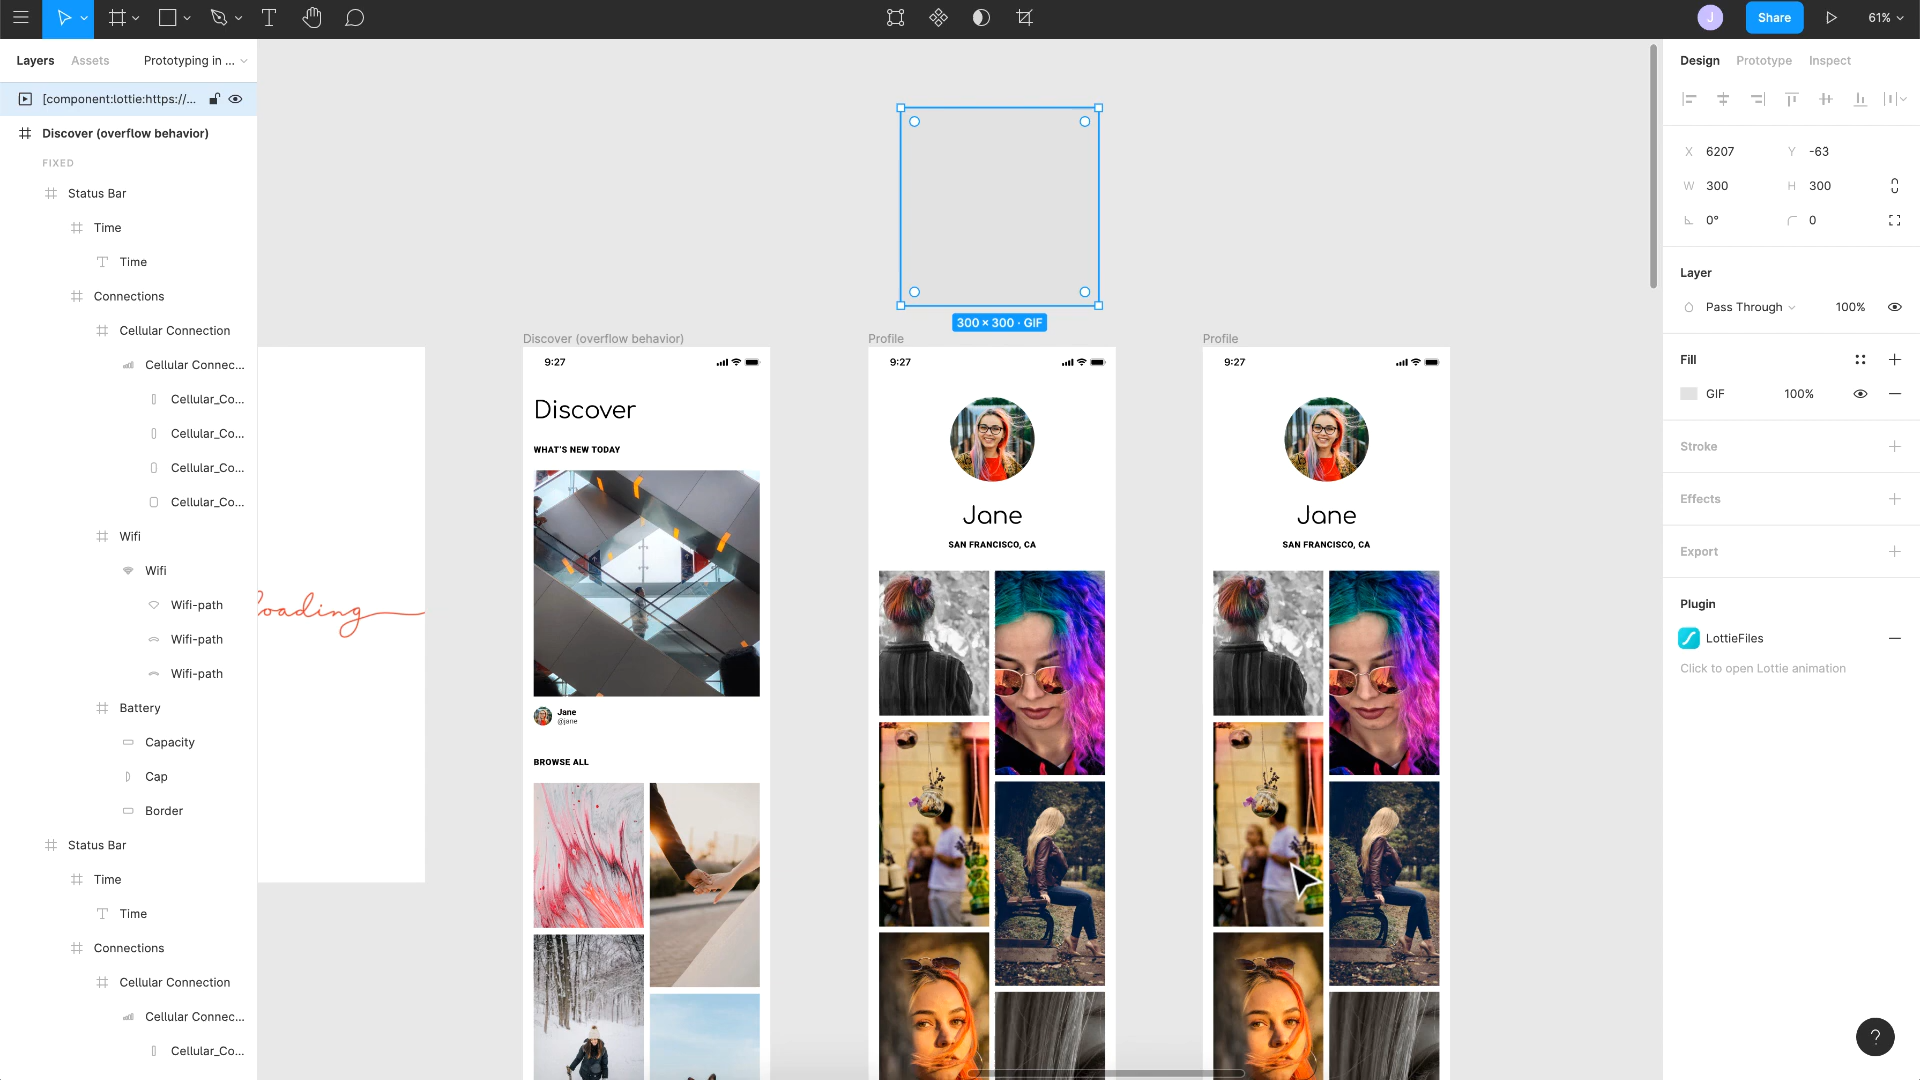 J
Share
61%
Layers
Assets
Prototyping in ...
Design
Prototype
Inspect
[component:lottie:https://...
Discover (overflow behavior)
FIXED
Status Bar
Time
Time
Connections
Cellular Connection
Cellular Connec...
Cellular_Co...
Cellular_Co...
Cellular_Co...
Cellular_Co...
Wifi
Wifi
Wifi-path
Wifi-path
Wifi-path
Battery
Capacity
Cap
Border
Status Bar
Time
Time
Connections
Cellular Connection
Cellular Connec...
Cellular_Co...
loading
300 × 300 · GIF
Discover (overflow behavior)
9:27
Discover
WHAT'S NEW TODAY
Jane
@jane
BROWSE ALL
Profile
9:27
Jane
SAN FRANCISCO, CA
Profile
9:27
Jane
SAN FRANCISCO, CA
X 6207 Y -63
W 300 H 300
0° 0
Layer
Pass Through 100%
Fill
GIF 100%
Stroke
Effects
Export
Plugin
LottieFiles
Click to open Lottie animation
?